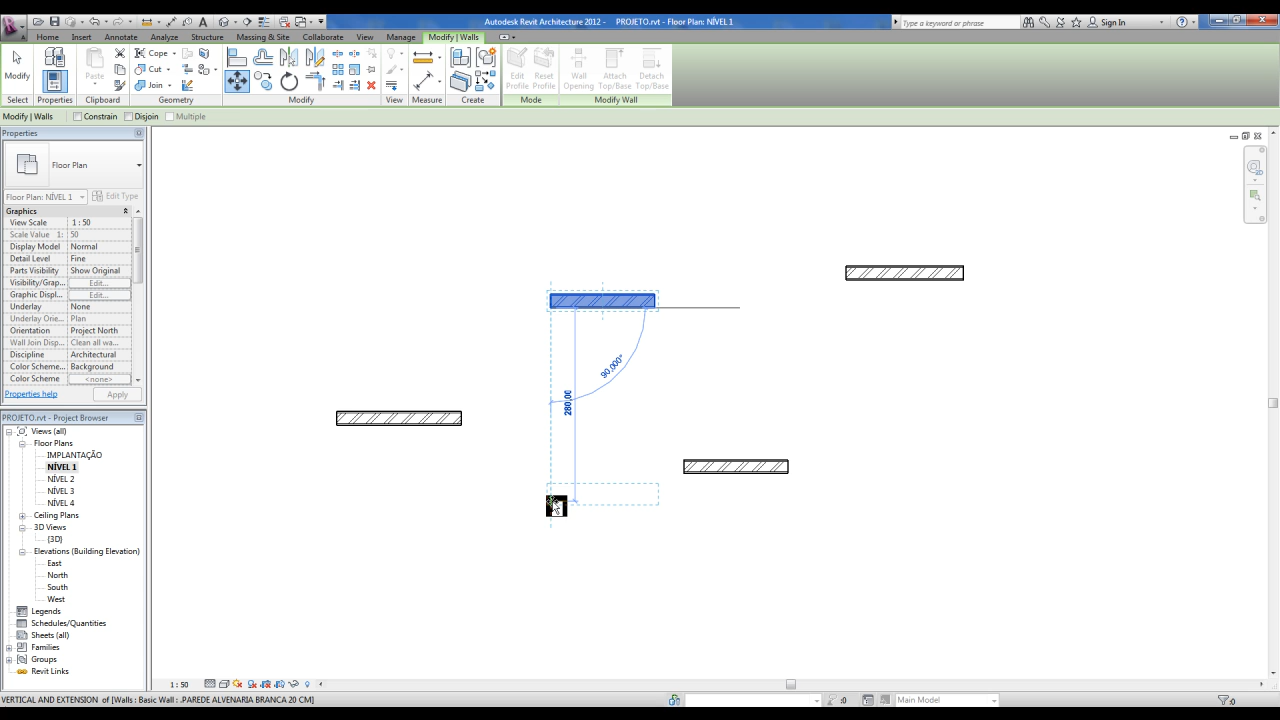 Autodesk Revit Architecture 2012 - PROJETO.rvt - Floor Plan: NÍVEL 1
Type a keyword or phrase
Sign In
Home Insert Annotate Analyze Structure Massing & Site Collaborate View Manage Modify | Walls
Modify
Paste
Cope
Cut
Join
Edit Profile
Reset Profile
Wall Opening
Attach Top/Base
Detach Top/Base
Select Properties Clipboard Geometry Modify View Measure Create Mode Modify Wall
Modify | Walls Constrain Disjoin Multiple
Properties
Floor Plan
Floor Plan: NÍVEL 1 Edit Type
Graphics
View Scale 1 : 50
Scale Value 1: 50
Display Model Normal
Detail Level Fine
Parts Visibility Show Original
Visibility/Grap... Edit...
Graphic Displ... Edit...
Underlay None
Underlay Orie... Plan
Orientation Project North
Wall Join Disp... Clean all wa...
Discipline Architectural
Color Scheme... Background
Color Scheme <none>
Properties help Apply
PROJETO.rvt - Project Browser
Views (all)
Floor Plans
IMPLANTAÇÃO
NÍVEL 1
NÍVEL 2
NÍVEL 3
NÍVEL 4
Ceiling Plans
3D Views
{3D}
Elevations (Building Elevation)
East
North
South
West
Legends
Schedules/Quantities
Sheets (all)
Families
Groups
Revit Links
90,000°
280,00
1 : 50
VERTICAL AND EXTENSION of [Walls : Basic Wall : .PAREDE ALVENARIA BRANCA 20 CM]
:0
Main Model
:0